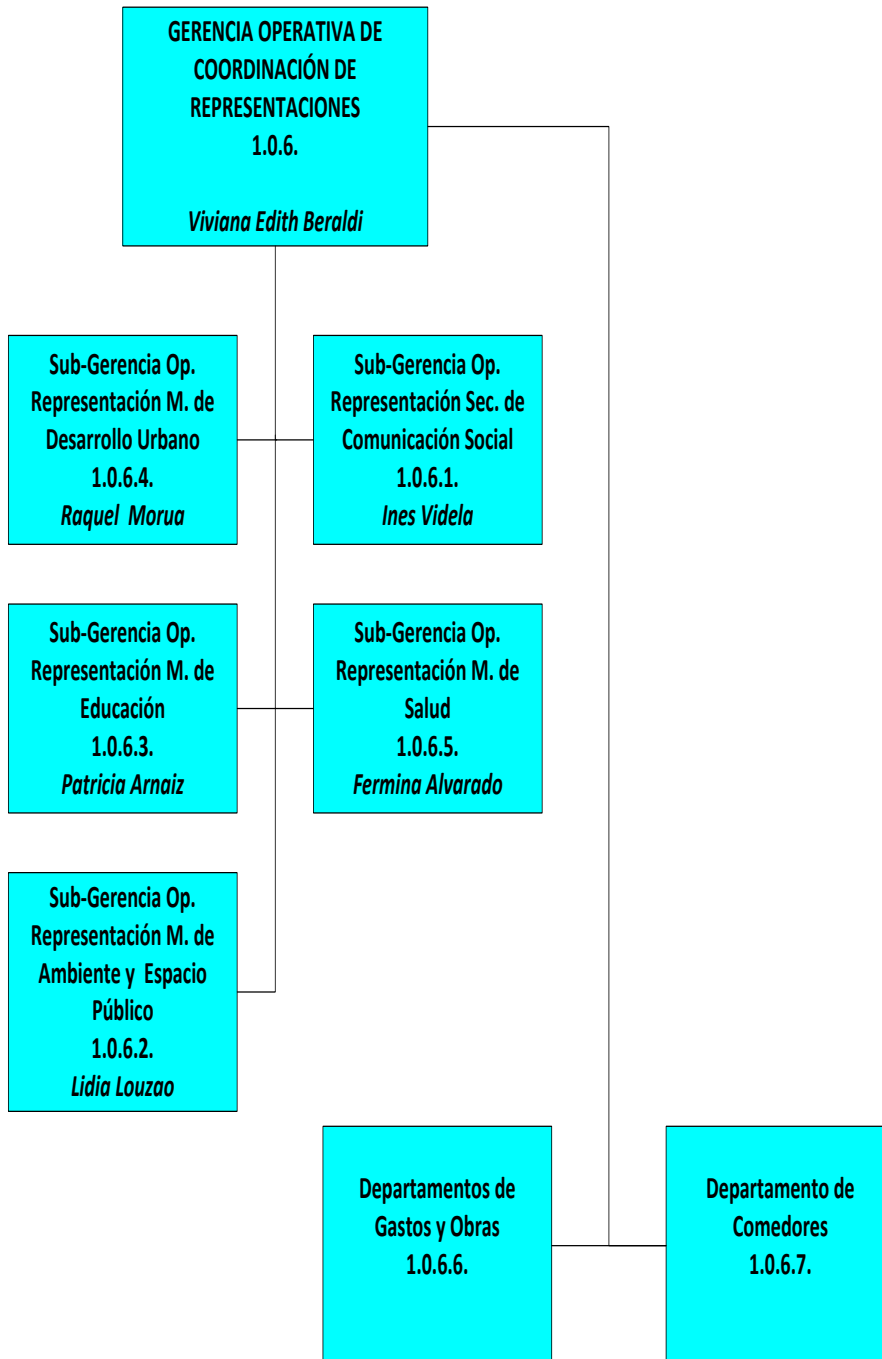 GERENCIA OPERATIVA DE
COORDINACIÓN DE
REPRESENTACIONES
1.0.6.
Viviana Edith Beraldi
Sub-Gerencia Op.
Representación M. de
Desarrollo Urbano
1.0.6.4.
Raquel Morua
Sub-Gerencia Op.
Representación Sec. de
Comunicación Social
1.0.6.1.
Ines Videla
Sub-Gerencia Op.
Representación M. de
Educación
1.0.6.3.
Patricia Arnaiz
Sub-Gerencia Op.
Representación M. de
Salud
1.0.6.5.
Fermina Alvarado
Sub-Gerencia Op.
Representación M. de
Ambiente y Espacio
Público
1.0.6.2.
Lidia Louzao
Departamentos de
Gastos y Obras
1.0.6.6.
Departamento de
Comedores
1.0.6.7.